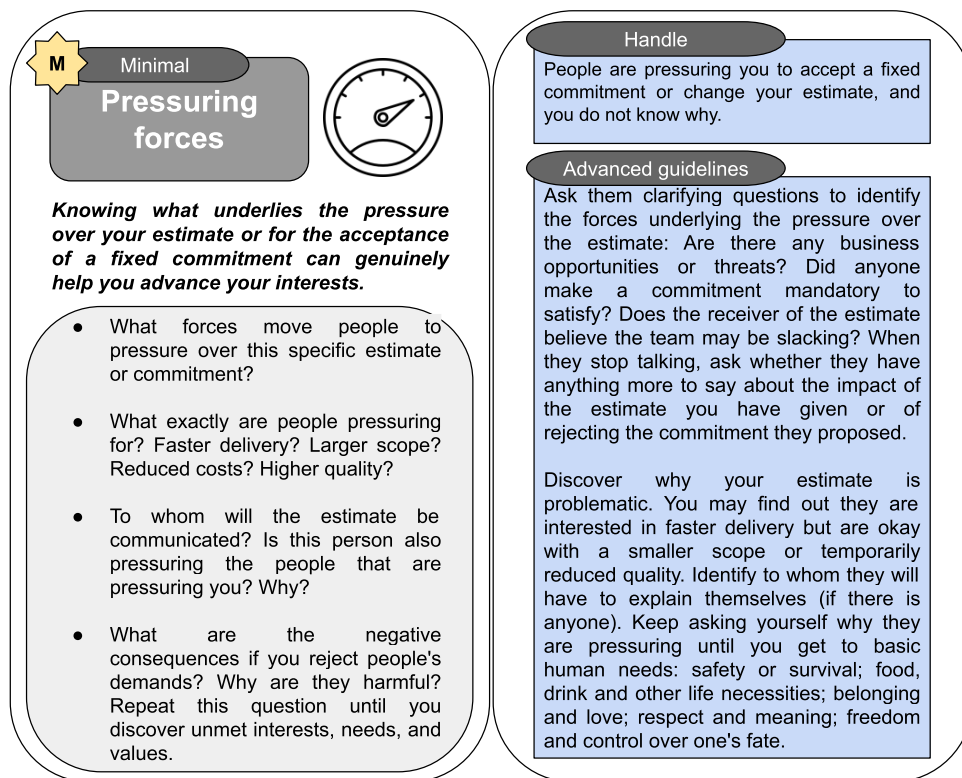 M
Minimal
Pressuring
forces
Knowing what underlies the pressure
over your estimate or for the acceptance
of a fixed commitment can genuinely
help you advance your interests.
● What forces move people to
pressure over this specific estimate
or commitment?
● What exactly are people pressuring
for? Faster delivery? Larger scope?
Reduced costs? Higher quality?
● To whom will the estimate be
communicated? Is this person also
pressuring the people that are
pressuring you? Why?
● What are the negative
consequences if you reject people's
demands? Why are they harmful?
Repeat this question until you
discover unmet interests, needs, and
values.
Handle
People are pressuring you to accept a fixed
commitment or change your estimate, and
you do not know why.
Advanced guidelines
Ask them clarifying questions to identify
the forces underlying the pressure over
the estimate: Are there any business
opportunities or threats? Did anyone
make a commitment mandatory to
satisfy? Does the receiver of the estimate
believe the team may be slacking? When
they stop talking, ask whether they have
anything more to say about the impact of
the estimate you have given or of
rejecting the commitment they proposed.
Discover why your estimate is
problematic. You may find out they are
interested in faster delivery but are okay
with a smaller scope or temporarily
reduced quality. Identify to whom they will
have to explain themselves (if there is
anyone). Keep asking yourself why they
are pressuring until you get to basic
human needs: safety or survival; food,
drink and other life necessities; belonging
and love; respect and meaning; freedom
and control over one's fate.